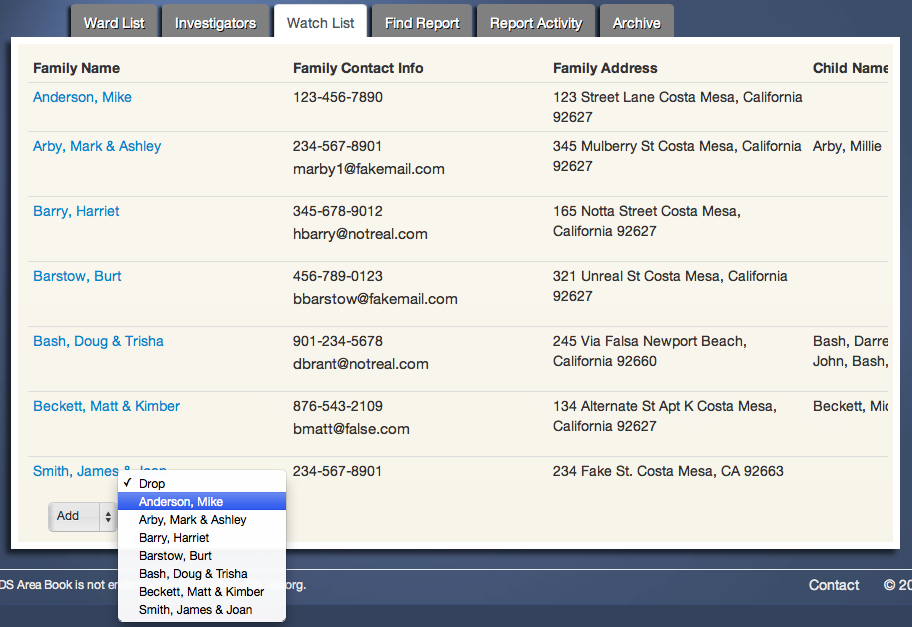 Ward List Investigators Watch List Find Report Report Activity Archive
Family Name Family Contact Info Family Address Child Name
Anderson, Mike 123-456-7890 123 Street Lane Costa Mesa, California
92627
Arby, Mark & Ashley 234-567-8901 345 Mulberry St Costa Mesa, California Arby, Millie
marby1@fakemail.com 92627
Barry, Harriet 345-678-9012 165 Notta Street Costa Mesa,
hbarry@notreal.com California 92627
Barstow, Burt 456-789-0123 321 Unreal St Costa Mesa, California
bbarstow@fakemail.com 92627
Bash, Doug & Trisha 901-234-5678 245 Via Falsa Newport Beach, Bash, Darre
dbrant@notreal.com California 92660 John, Bash,
Beckett, Matt & Kimber 876-543-2109 134 Alternate St Apt K Costa Mesa, Beckett, Mic
bmatt@false.com California 92627
Smith, James & Joan 234-567-8901 234 Fake St. Costa Mesa, CA 92663
✓ Drop
Anderson, Mike
Add Arby, Mark & Ashley
Barry, Harriet
Barstow, Burt
Bash, Doug & Trisha
Beckett, Matt & Kimber
Smith, James & Joan
DS Area Book is not en org. Contact © 20